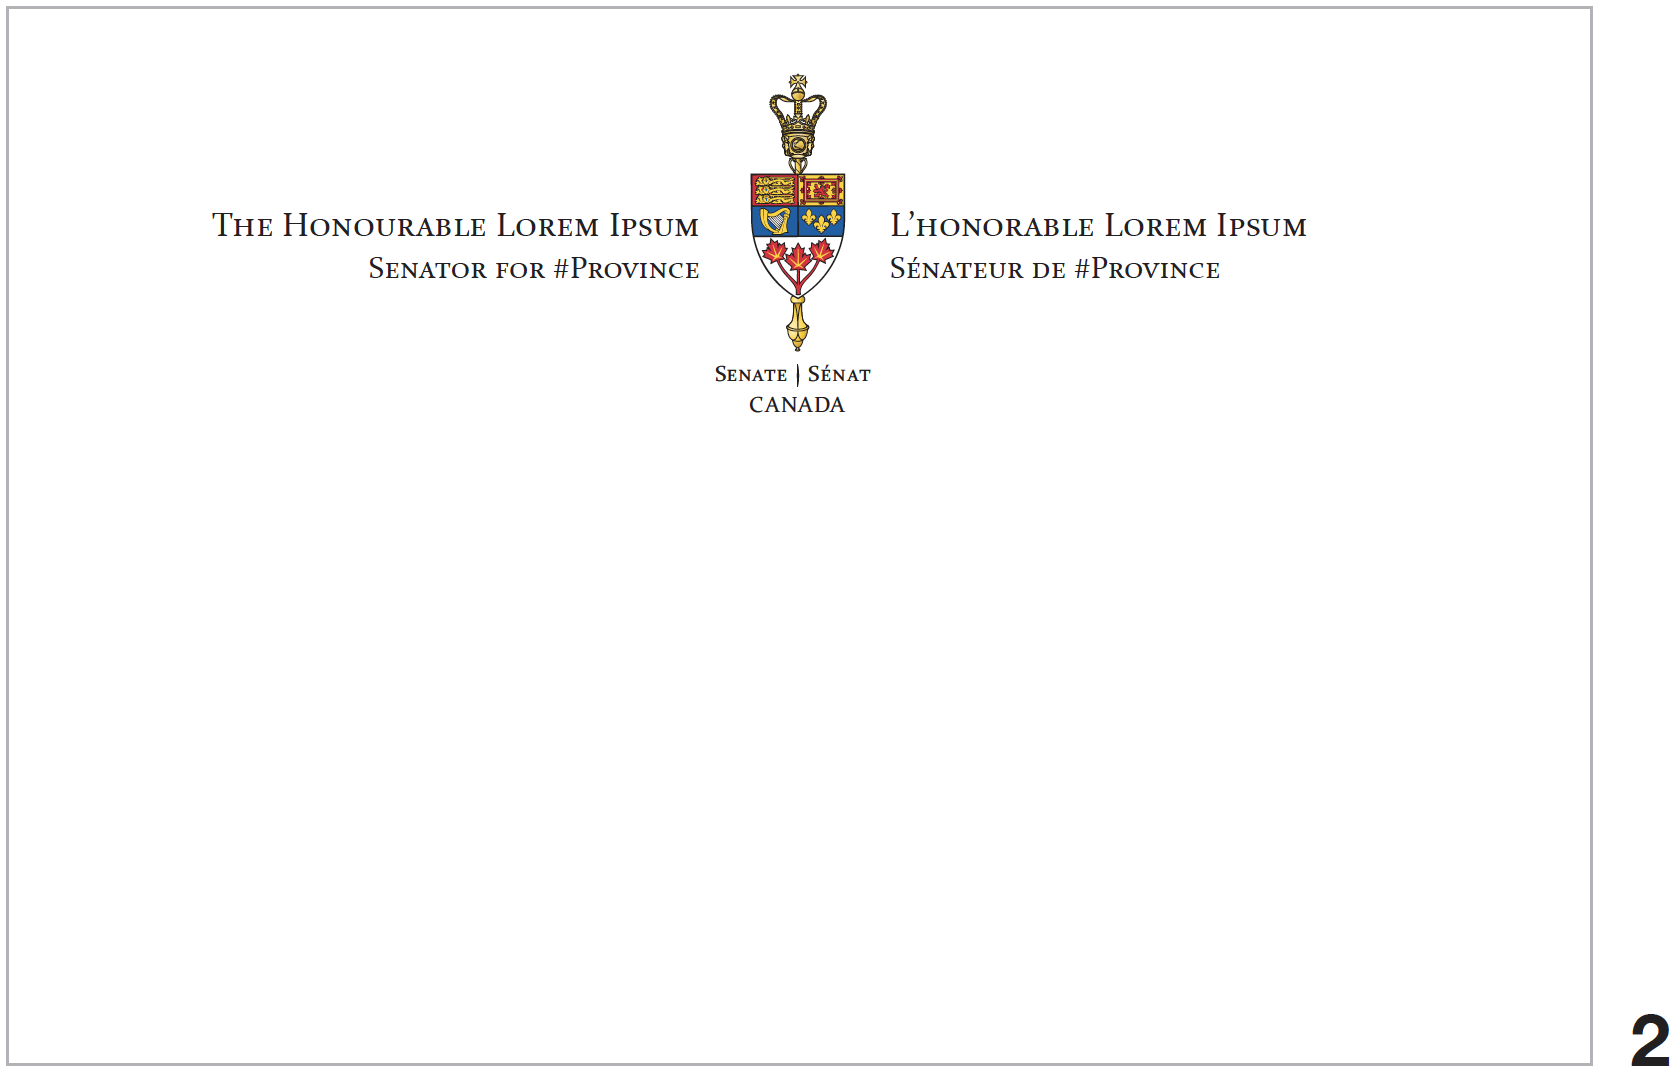 The Honourable Lorem Ipsum
Senator for #Province
L’honorable Lorem Ipsum
Sénateur de #Province
Senate | Sénat
CANADA
2